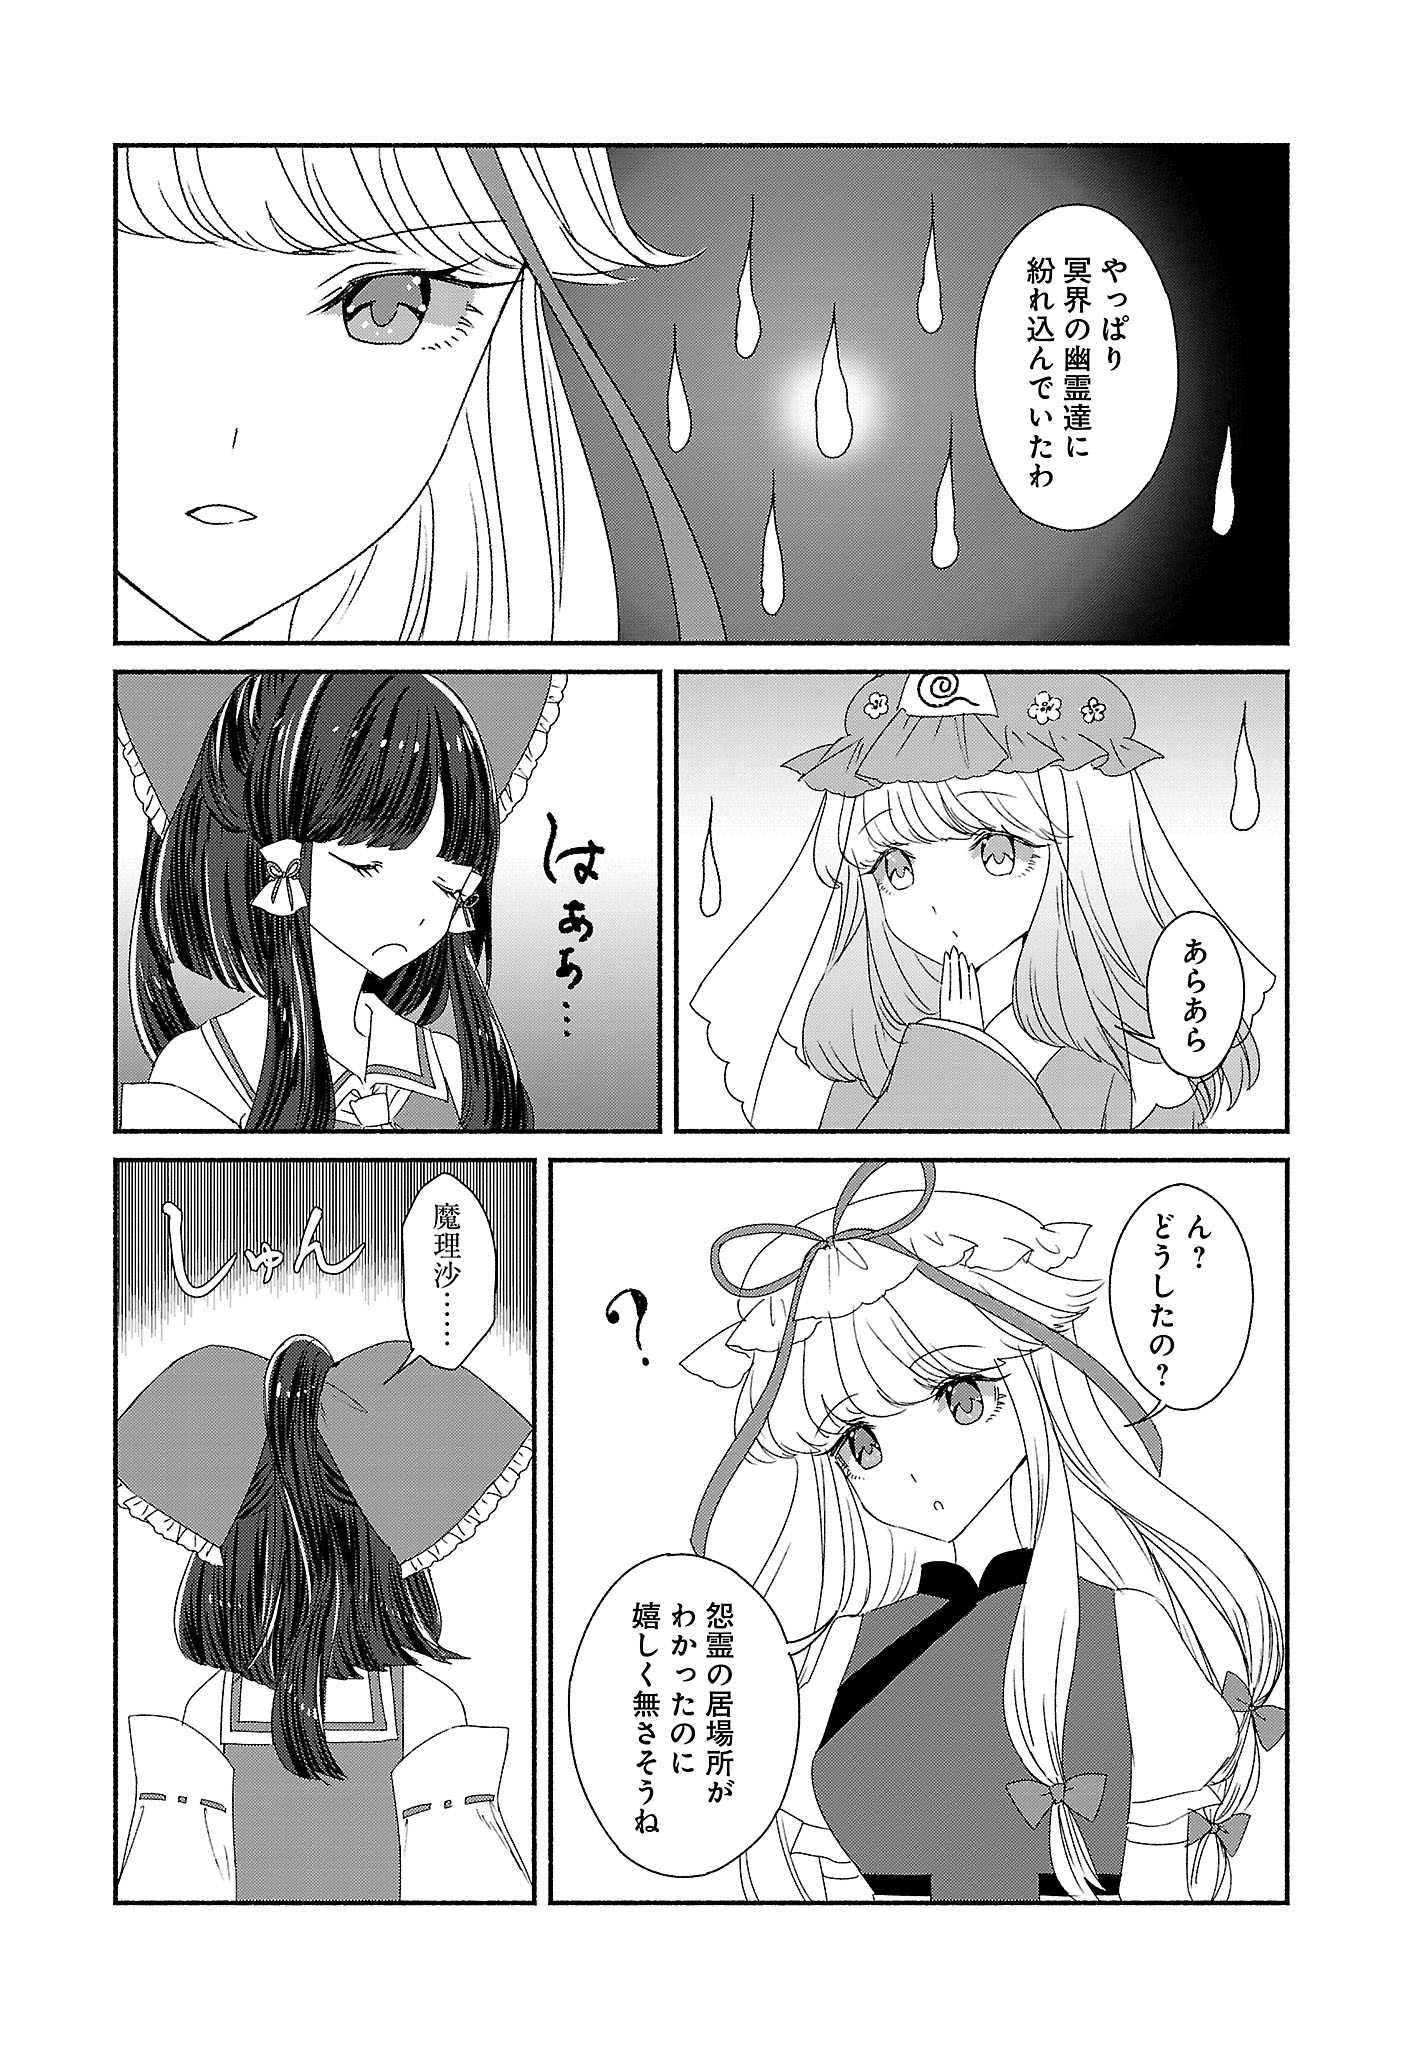 やっぱり
冥界の幽霊達に
紛れ込んでいたわ
あらあら
はぁぁ…
ん?
どうしたの?
?
怨霊の居場所が
わかったのに
嬉しく無さそうね
魔理沙……
しゅん